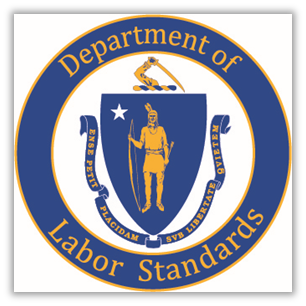 Department of
ENSE PETIT
PLACIDAM
SVB LIBERTATE
QVIETEM
Labor Standards